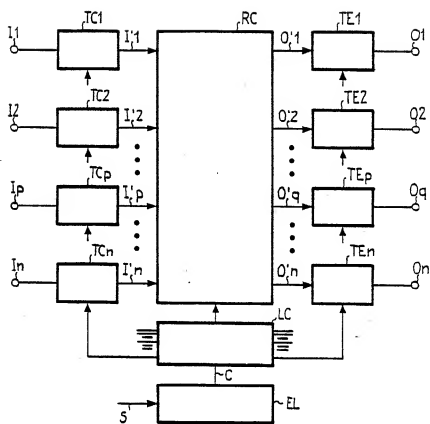 TC1 RC TE1
I1 I'1 O'1 O1
TC2 TE2
I2 I'2 O'2 O2
TCp TEp
Ip I'p O'q Oq
TCn TEn
In I'n O'n On
LC
C
S EL